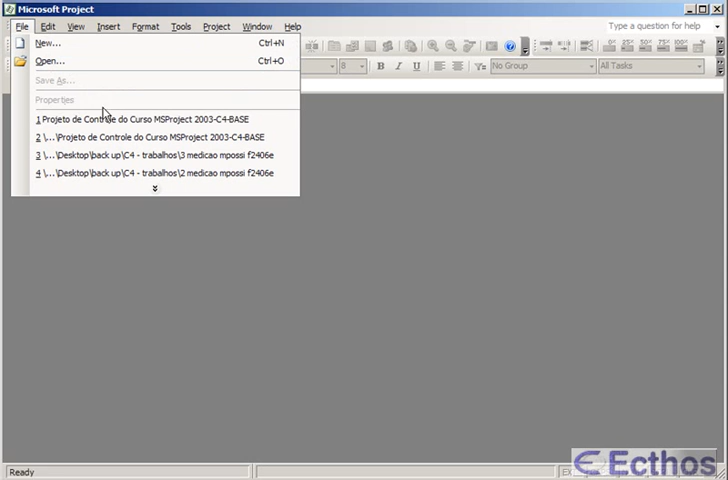 Microsoft Project
File Edit View Insert Format Tools Project Window Help Type a question for help
New... Ctrl+N
Open... Ctrl+O
Save As...
Properties
8 B I U No Group All Tasks
1 Projeto de Controle do Curso MSProject 2003-C4-BASE
2 \...\Projeto de Controle do Curso MSProject 2003-C4-BASE
3 \...\Desktop\back up\C4 - trabalhos\3 medicao mpossi f2406e
4 \...\Desktop\back up\C4 - trabalhos\2 medicao mpossi f2406e
Ready
Ecthos